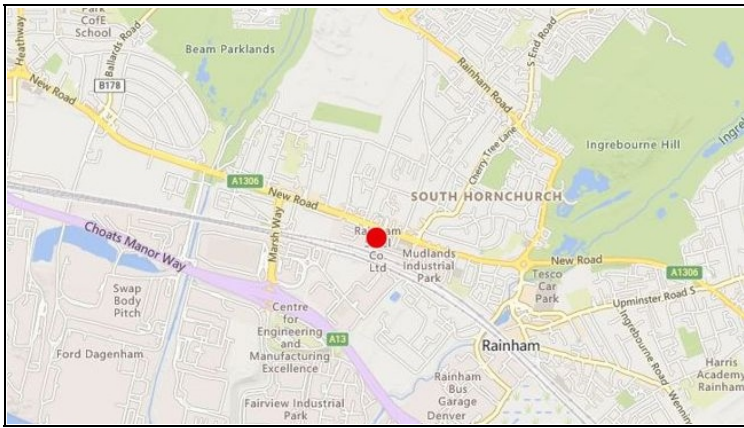 Park
CofE
School
Heathway
Ballards Road
Beam Parklands
B178
New Road
Rainham Road
S End Road
Cherry Tree Lane
Ingrebourne Hill
A1306
New Road
SOUTH HORNCHURCH
Marsh Way
Choats Manor Way
Co.
Ltd
Mudlands
Industrial
Park
New Road
A1306
Tesco
Car
Park
Upminster Road S
Swap
Body
Pitch
Centre
for
Engineering
and
Manufacturing
Excellence
A13
Ford Dagenham
Rainham
Ingrebourne Road
Harris
Academy
Rainham
Rainham
Bus
Garage
Fairview Industrial
Park
Denver